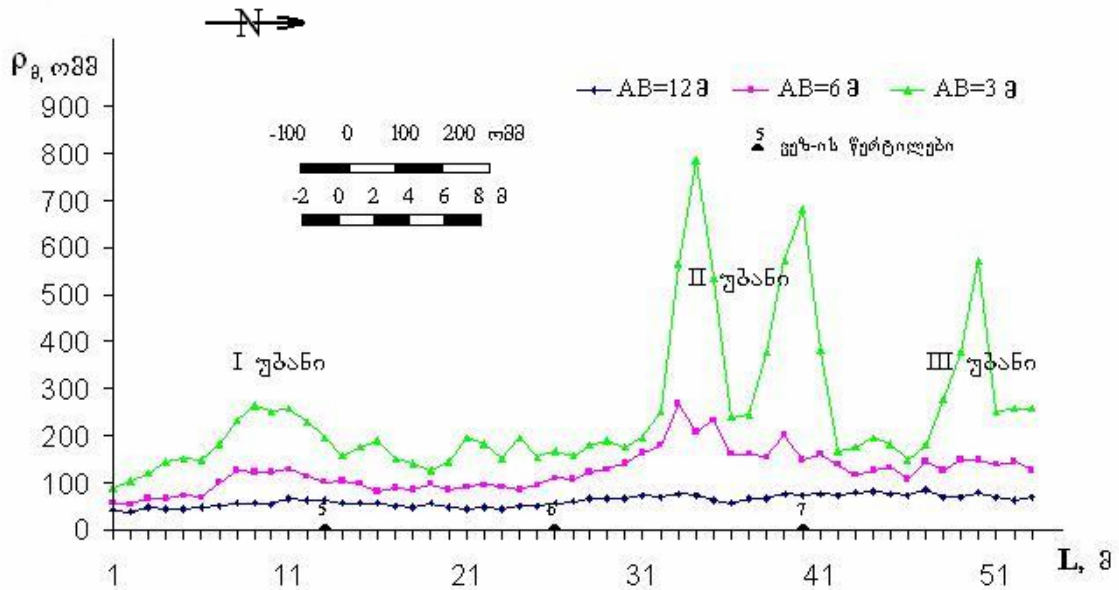 N
ρმ, ომმ
AB=12 მ AB=6 მ AB=3 მ
900
800
700
600
500
400
300
200
100
0
-100 0 100 200 ომმ
-2 0 2 4 6 8 მ
5 ვეზ-ის წერტილები
I უბანი
II უბანი
III უბანი
5 6 7
1 11 21 31 41 51
L, მ